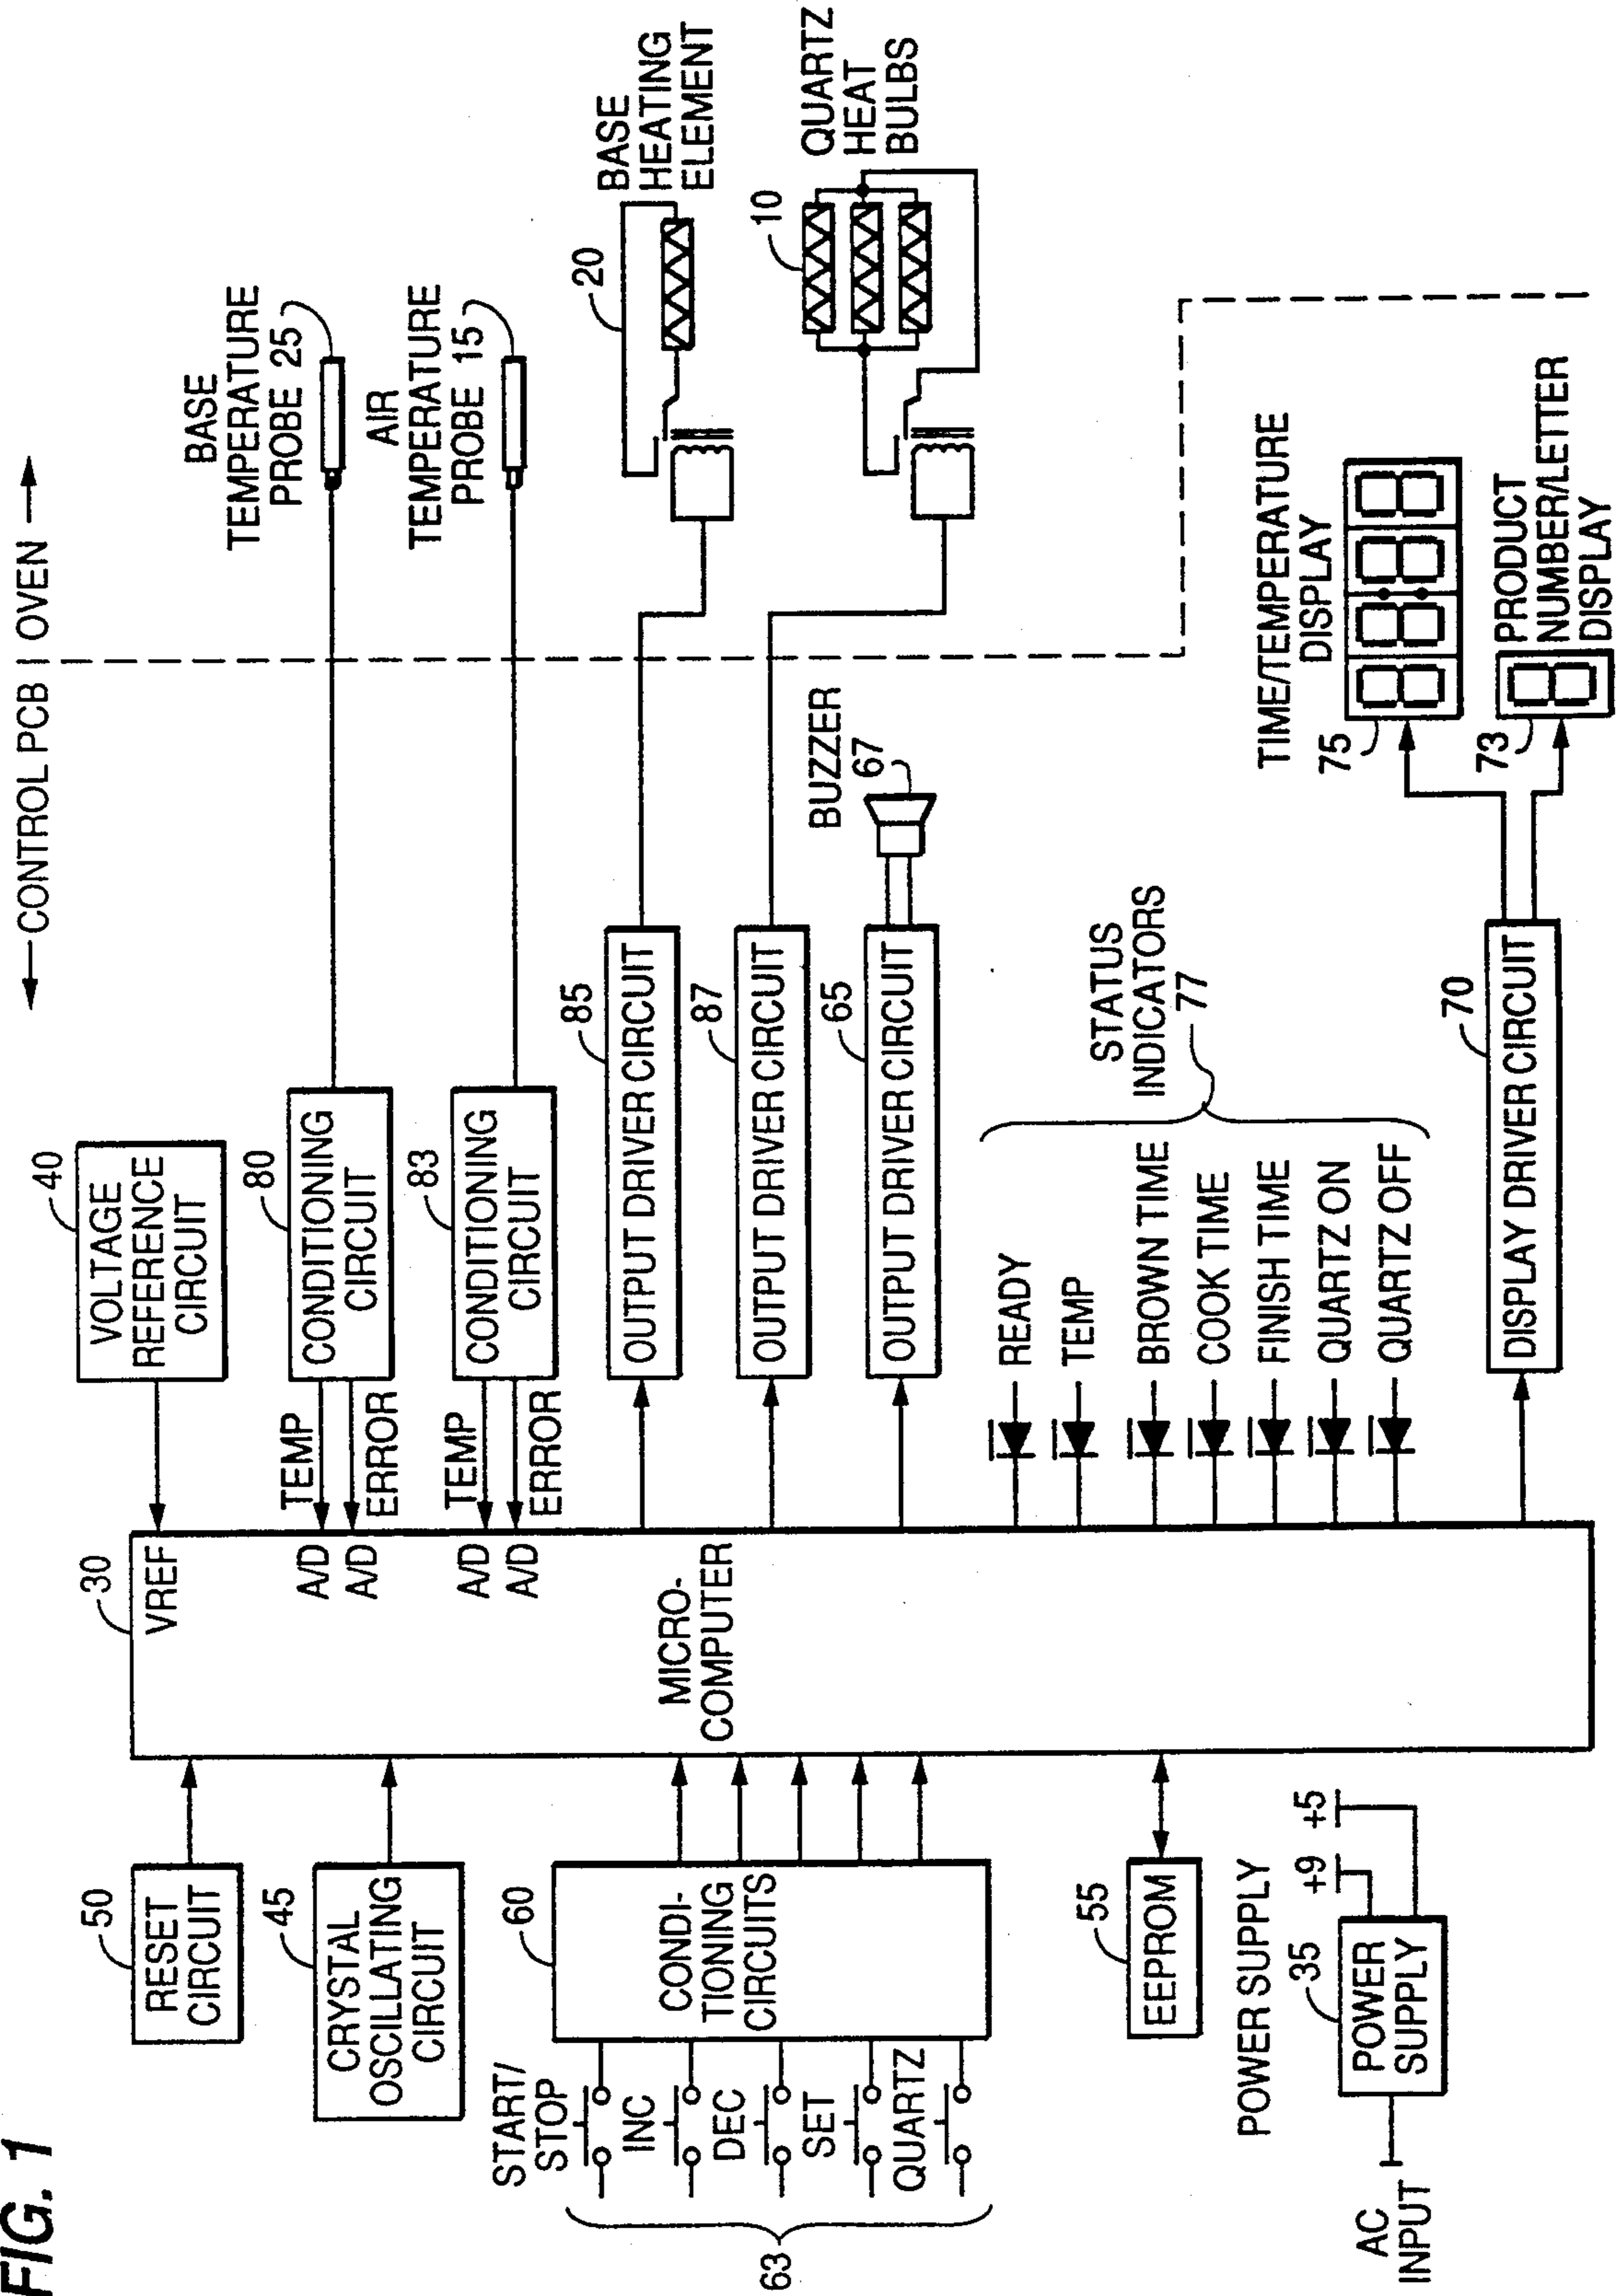 FIG. 1
CONTROL PCB
OVEN
50
RESET
CIRCUIT
45
CRYSTAL
OSCILLATING
CIRCUIT
START/
STOP
INC
DEC
SET
QUARTZ
63
60
CONDI-
TIONING
CIRCUITS
55
EEPROM
POWER SUPPLY
35
POWER
SUPPLY
+9
+5
AC
INPUT
30
VREF
A/D
A/D
A/D
A/D
MICRO-
COMPUTER
40
VOLTAGE
REFERENCE
CIRCUIT
TEMP
ERROR
80
CONDITIONING
CIRCUIT
TEMP
ERROR
83
CONDITIONING
CIRCUIT
85
OUTPUT DRIVER CIRCUIT
87
OUTPUT DRIVER CIRCUIT
65
OUTPUT DRIVER CIRCUIT
BUZZER
67
READY
TEMP
BROWN TIME
COOK TIME
FINISH TIME
QUARTZ ON
QUARTZ OFF
STATUS
INDICATORS
77
70
DISPLAY DRIVER CIRCUIT
BASE
TEMPERATURE
PROBE 25
AIR
TEMPERATURE
PROBE 15
20
BASE
HEATING
ELEMENT
10
QUARTZ
HEAT
BULBS
TIME/TEMPERATURE
DISPLAY
75
73
PRODUCT
NUMBER/LETTER
DISPLAY